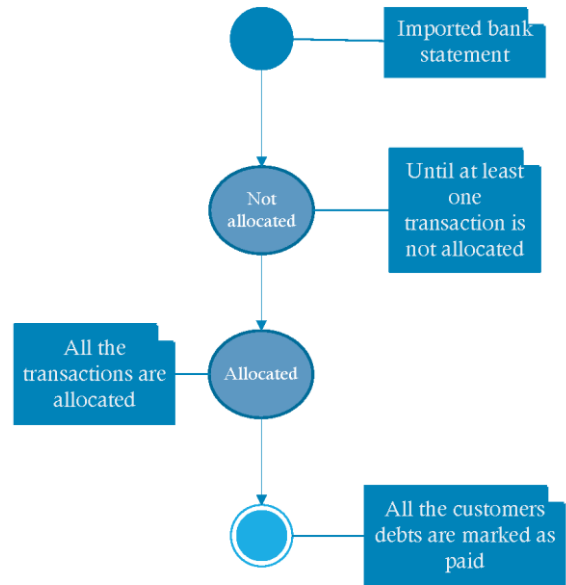 Imported bank
statement
Not
allocated
Until at least
one
transaction is
not allocated
All the
transactions are
allocated
Allocated
All the customers
debts are marked as
paid